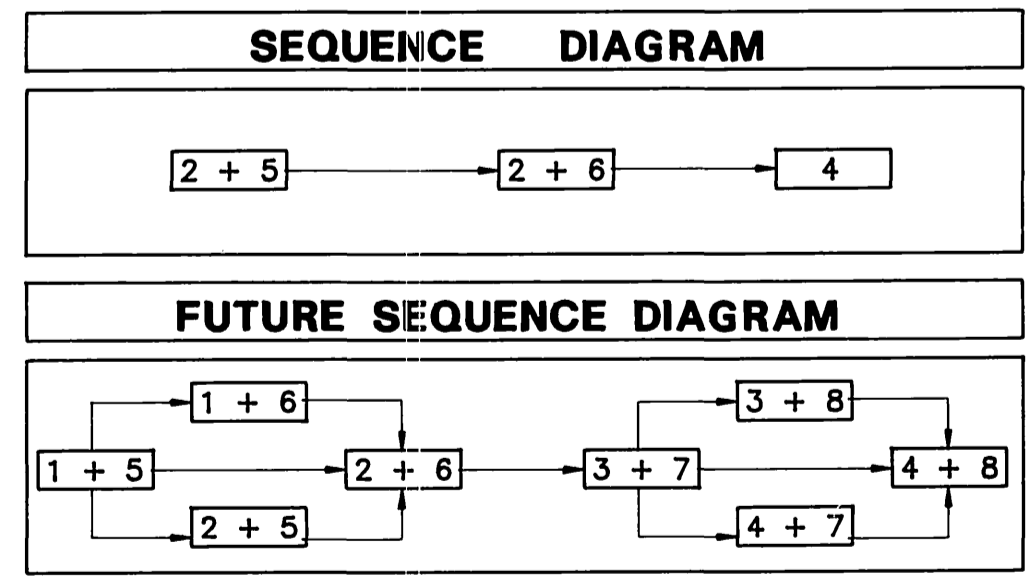 SEQUENCE DIAGRAM
2 + 5
2 + 6
4
FUTURE SEQUENCE DIAGRAM
1 + 6
3 + 8
1 + 5
2 + 6
3 + 7
4 + 8
2 + 5
4 + 7